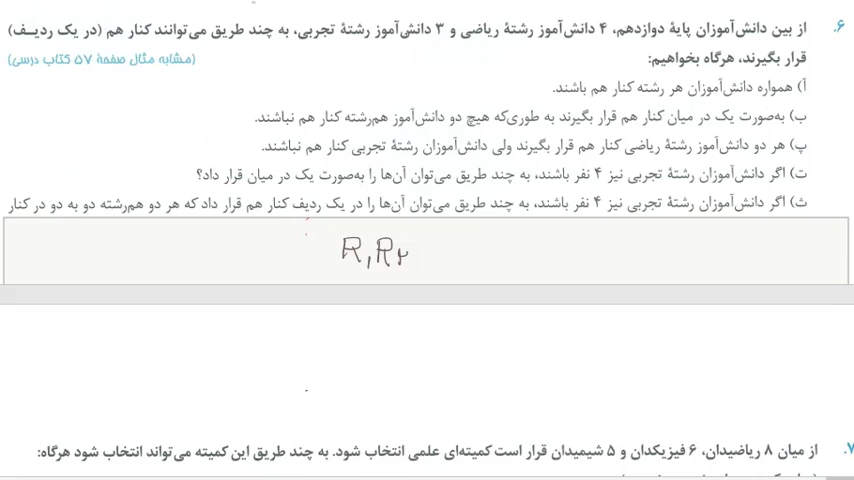 ۶. از بین دانش‌آموزان پایهٔ دوازدهم، ۴ دانش‌آموز رشتهٔ ریاضی و ۳ دانش‌آموز رشتهٔ تجربی، به چند طریق می‌توانند کنار هم (در یک ردیـف)
قرار بگیرند، هرگاه بخواهیم: (مشابه مثال صفحهٔ ۵۷ کتاب درسی)
آ) همواره دانش‌آموزان هر رشته کنار هم باشند.
ب) به‌صورت یک در میان کنار هم قرار بگیرند به طوری‌که هیچ دو دانش‌آموز هم‌رشته کنار هم نباشند.
پ) هر دو دانش‌آموز رشتهٔ ریاضی کنار هم قرار بگیرند ولی دانش‌آموزان رشتهٔ تجربی کنار هم نباشند.
ت) اگر دانش‌آموزان رشتهٔ تجربی نیز ۴ نفر باشند، به چند طریق می‌توان آن‌ها را به‌صورت یک در میان قرار داد؟
ث) اگر دانش‌آموزان رشتهٔ تجربی نیز ۴ نفر باشند، به چند طریق می‌توان آن‌ها را در یک ردیف کنار هم قرار داد که هر دو هم‌رشته دو به دو در کنار
R۱R۲
۷. از میان ۸ ریاضیدان، ۶ فیزیکدان و ۵ شیمیدان قرار است کمیته‌ای علمی انتخاب شود. به چند طریق این کمیته می‌تواند انتخاب شود هرگاه: